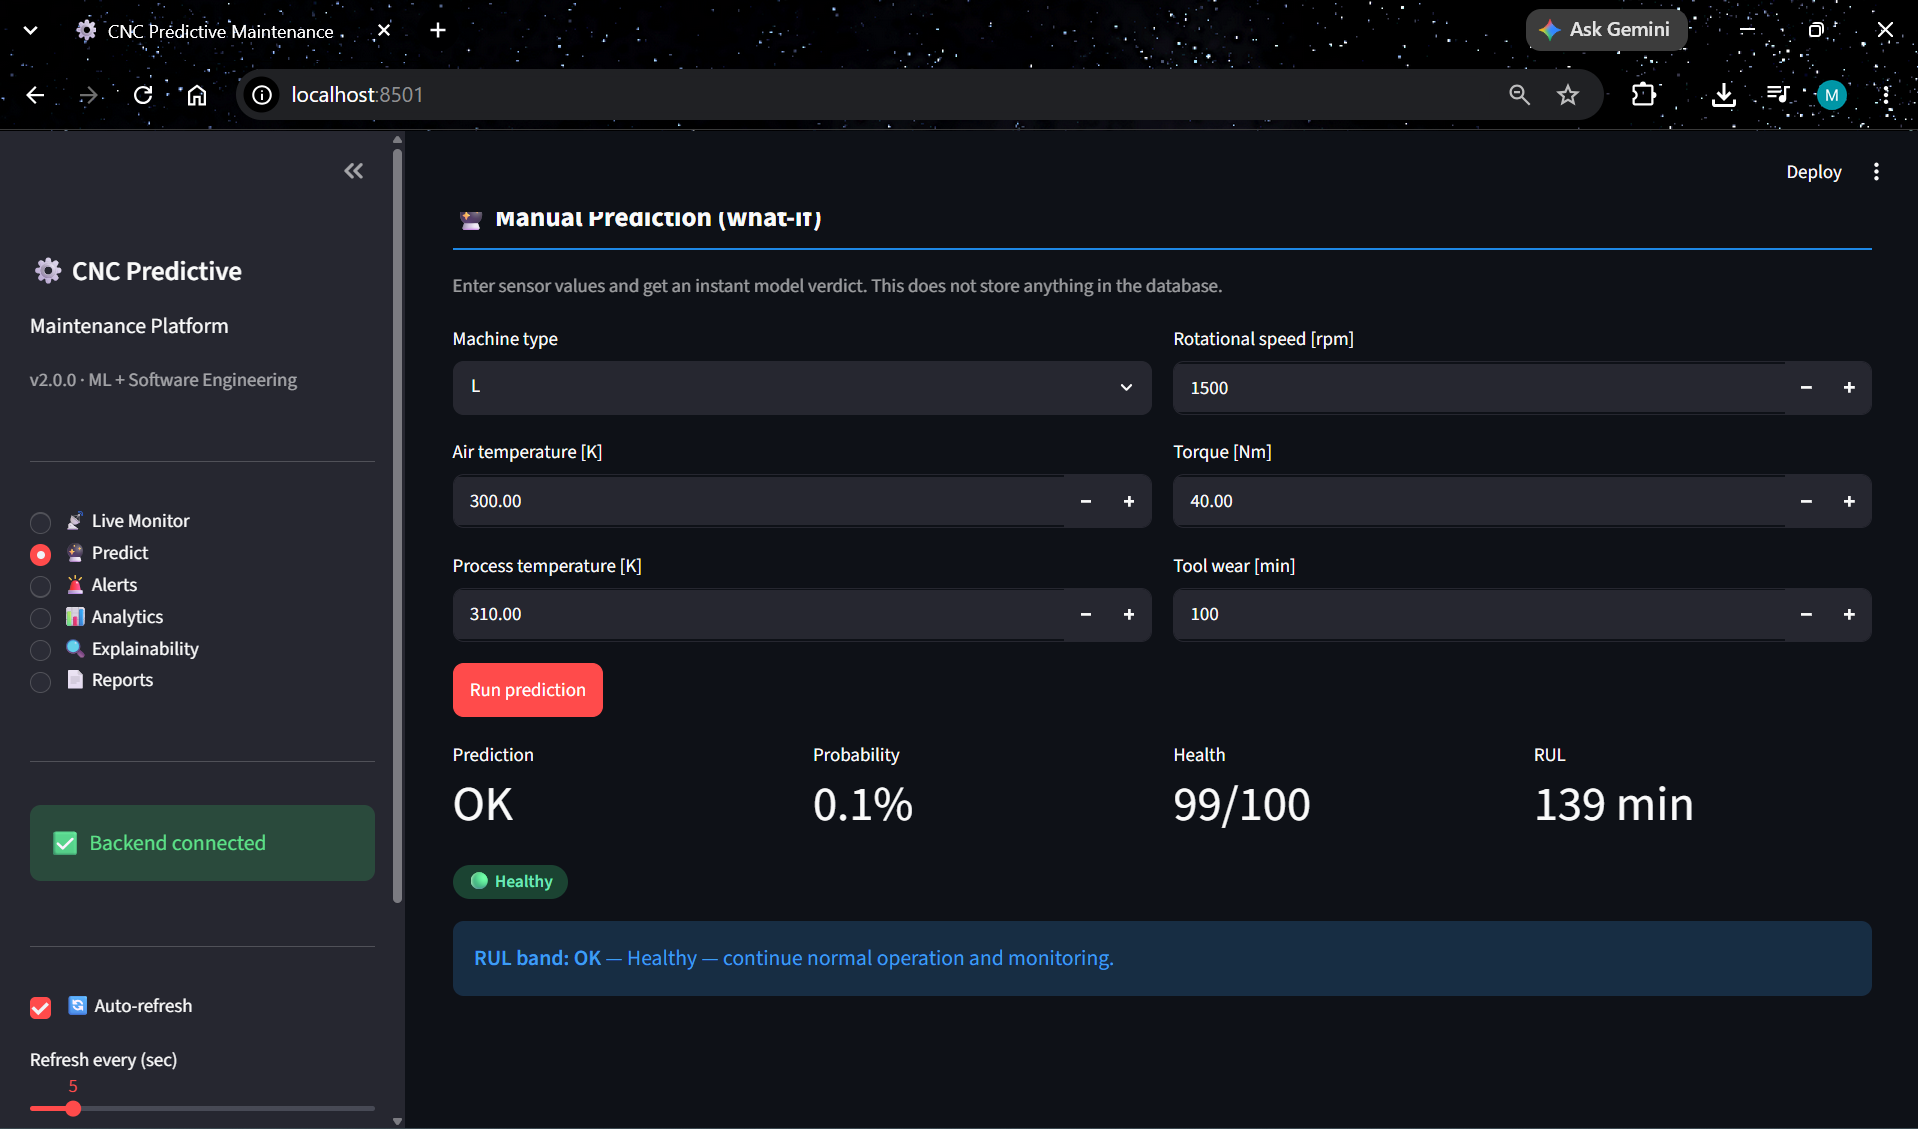 CNC Predictive Maintenance
Ask Gemini
localhost:8501
M
Deploy
CNC Predictive
Maintenance Platform
v2.0.0 · ML + Software Engineering
Live Monitor
Predict
Alerts
Analytics
Explainability
Reports
Backend connected
Auto-refresh
Refresh every (sec)
5
Manual Prediction (what-if)
Enter sensor values and get an instant model verdict. This does not store anything in the database.
Machine type
L
Rotational speed [rpm]
1500
Air temperature [K]
300.00
Torque [Nm]
40.00
Process temperature [K]
310.00
Tool wear [min]
100
Run prediction
Prediction
OK
Probability
0.1%
Health
99/100
RUL
139 min
Healthy
RUL band: OK — Healthy — continue normal operation and monitoring.